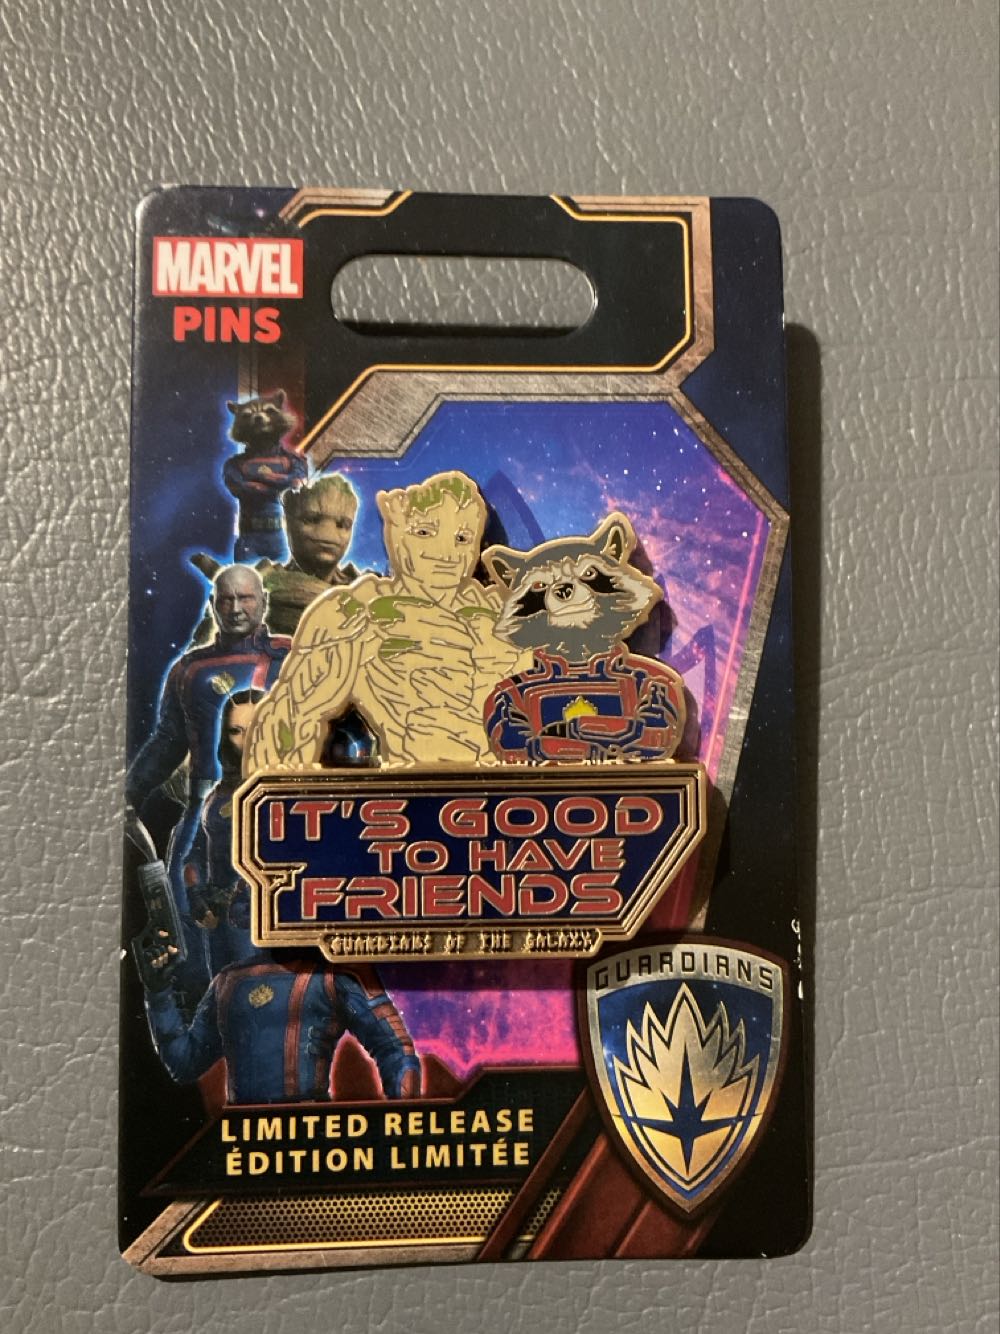 MARVEL
PINS
IT'S GOOD
TO HAVE
FRIENDS
GUARDIANS OF THE GALAXY
GUARDIANS
LIMITED RELEASE
ÉDITION LIMITÉE